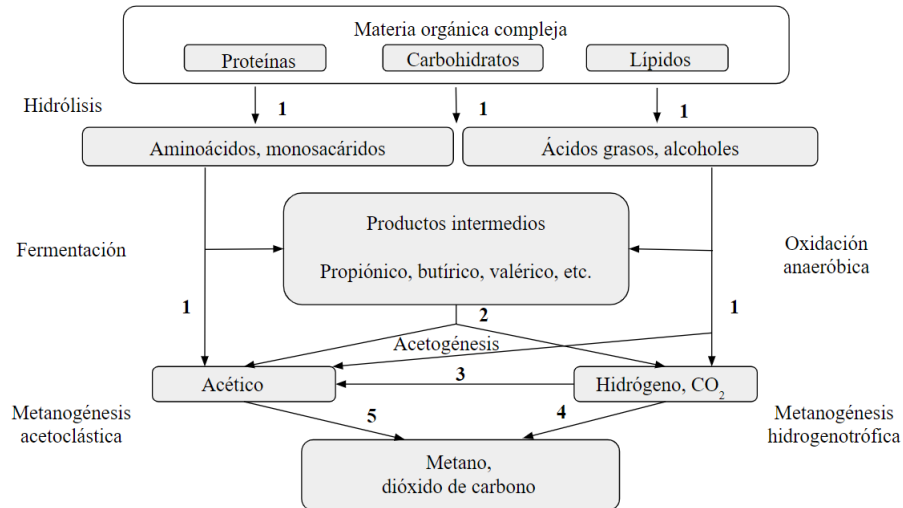 Materia orgánica compleja
Proteínas
Carbohidratos
Lípidos
Hidrólisis
1
1
1
Aminoácidos, monosacáridos
Ácidos grasos, alcoholes
Productos intermedios
Fermentación
Propiónico, butírico, valérico, etc.
Oxidación
anaeróbica
1
2
1
Acetogénesis
Acético
3
Hidrógeno, CO₂
Metanogénesis
acetoclástica
5
4
Metanogénesis
hidrogenotrófica
Metano,
dióxido de carbono